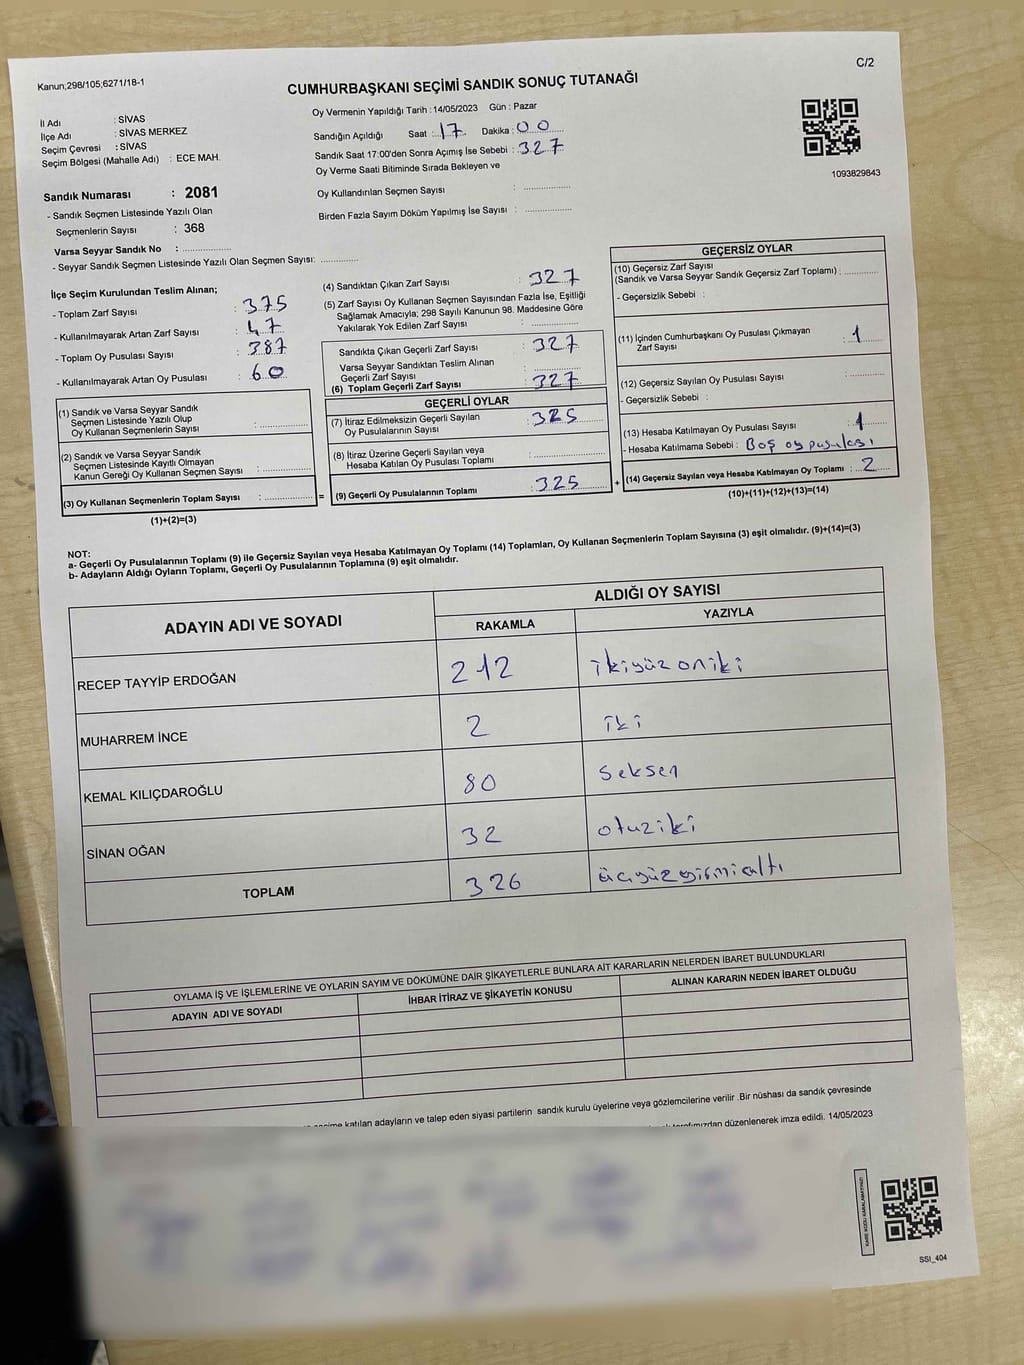 Kanun;298/105;6271/18-1
C/2
CUMHURBAŞKANI SEÇİMİ SANDIK SONUÇ TUTANAĞI
Oy Vermenin Yapıldığı Tarih : 14/05/2023 Gün : Pazar
İl Adı : SİVAS
İlçe Adı : SİVAS MERKEZ
Seçim Çevresi : SİVAS
Seçim Bölgesi (Mahalle Adı) : ECE MAH.
Sandığın Açıldığı Saat : 17 Dakika : 00
Sandık Saat 17:00'den Sonra Açımış İse Sebebi : 327
Oy Verme Saati Bitiminde Sırada Bekleyen ve
Oy Kullandırılan Seçmen Sayısı :
Birden Fazla Sayım Döküm Yapılmış İse Sayısı :
1093829843
Sandık Numarası : 2081
- Sandık Seçmen Listesinde Yazılı Olan
Seçmenlerin Sayısı : 368
Varsa Seyyar Sandık No :
- Seyyar Sandık Seçmen Listesinde Yazılı Olan Seçmen Sayısı:
İlçe Seçim Kurulundan Teslim Alınan;
- Toplam Zarf Sayısı : 375
- Kullanılmayarak Artan Zarf Sayısı : 47
- Toplam Oy Pusulası Sayısı : 387
- Kullanılmayarak Artan Oy Pusulası : 60
(1) Sandık ve Varsa Seyyar Sandık
Seçmen Listesinde Yazılı Olup
Oy Kullanan Seçmenlerin Sayısı :
(2) Sandık ve Varsa Seyyar Sandık
Seçmen Listesinde Kayıtlı Olmayan
Kanun Gereği Oy Kullanan Seçmen Sayısı :
(3) Oy Kullanan Seçmenlerin Toplam Sayısı :
(1)+(2)=(3)
(4) Sandıktan Çıkan Zarf Sayısı : 327
(5) Zarf Sayısı Oy Kullanan Seçmen Sayısından Fazla İse, Eşitliği
Sağlamak Amacıyla; 298 Sayılı Kanunun 98. Maddesine Göre
Yakılarak Yok Edilen Zarf Sayısı :
Sandıkta Çıkan Geçerli Zarf Sayısı : 327
Varsa Seyyar Sandıktan Teslim Alınan
Geçerli Zarf Sayısı :
(6) Toplam Geçerli Zarf Sayısı : 327
GEÇERLİ OYLAR
(7) İtiraz Edilmeksizin Geçerli Sayılan
Oy Pusulalarının Sayısı : 325
(8) İtiraz Üzerine Geçerli Sayılan veya
Hesaba Katılan Oy Pusulası Toplamı :
= (9) Geçerli Oy Pusulalarının Toplamı : 325
GEÇERSİZ OYLAR
(10) Geçersiz Zarf Sayısı
(Sandık ve Varsa Seyyar Sandık Geçersiz Zarf Toplamı) :
- Geçersizlik Sebebi :
(11) İçinden Cumhurbaşkanı Oy Pusulası Çıkmayan
Zarf Sayısı : 1
(12) Geçersiz Sayılan Oy Pusulası Sayısı :
- Geçersizlik Sebebi :
(13) Hesaba Katılmayan Oy Pusulası Sayısı : 1
- Hesaba Katılmama Sebebi : Boş oy pusulası
+ (14) Geçersiz Sayılan veya Hesaba Katılmayan Oy Toplamı : 2
(10)+(11)+(12)+(13)=(14)
NOT:
a- Geçerli Oy Pusulalarının Toplamı (9) ile Geçersiz Sayılan veya Hesaba Katılmayan Oy Toplamı (14) Toplamları, Oy Kullanan Seçmenlerin Toplam Sayısına (3) eşit olmalıdır. (9)+(14)=(3)
b- Adayların Aldığı Oyların Toplamı, Geçerli Oy Pusulalarının Toplamına (9) eşit olmalıdır.
ADAYIN ADI VE SOYADI
ALDIĞI OY SAYISI
RAKAMLA YAZIYLA
RECEP TAYYİP ERDOĞAN 212 ikiyüzoniki
MUHARREM İNCE 2 iki
KEMAL KILIÇDAROĞLU 80 seksen
SİNAN OĞAN 32 otuziki
TOPLAM 326 üçyüzyirmialtı
OYLAMA İŞ VE İŞLEMLERİNE VE OYLARIN SAYIM VE DÖKÜMÜNE DAİR ŞİKAYETLERLE BUNLARA AİT KARARLARIN NELERDEN İBARET BULUNDUKLARI
ADAYIN ADI VE SOYADI İHBAR İTİRAZ VE ŞİKAYETİN KONUSU ALINAN KARARIN NEDEN İBARET OLDUĞU
katılan adayların ve talep eden siyasi partilerin sandık kurulu üyelerine veya gözlemcilerine verilir .Bir nüshası da sandık çevresinde
düzenlenerek imza edildi. 14/05/2023
KARE KODU KARALAMAYINIZ!
SSI_404